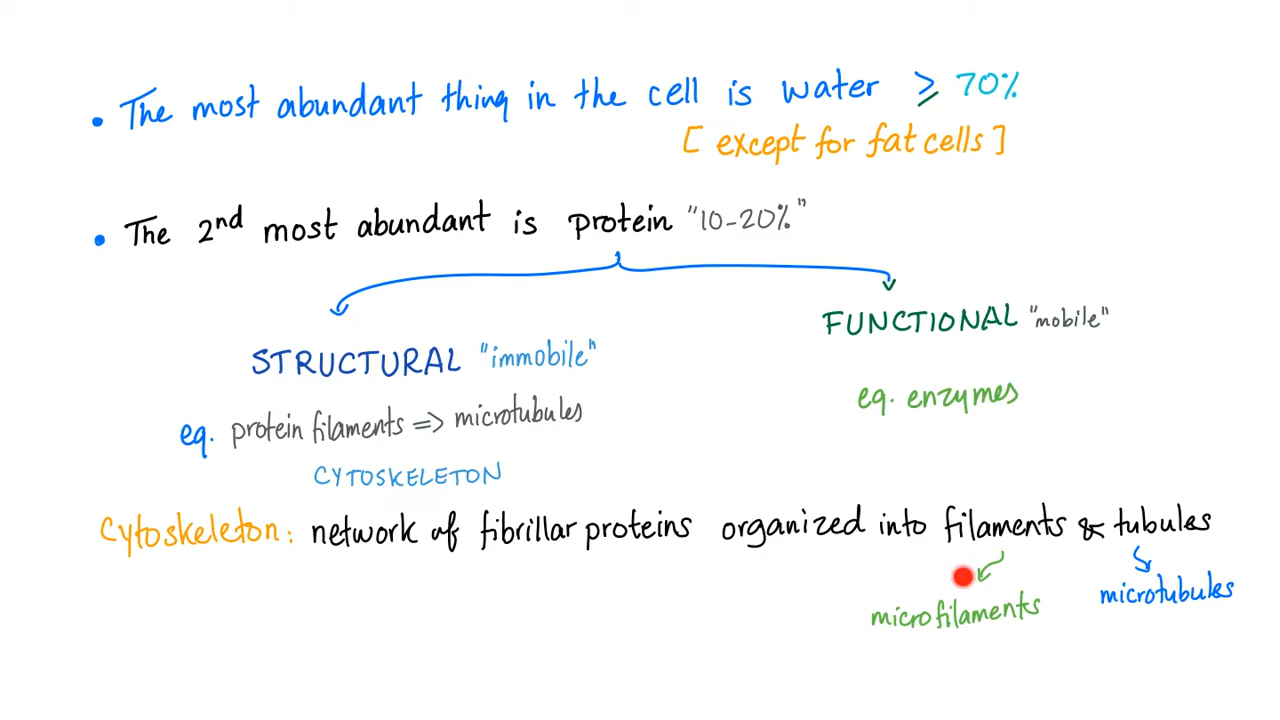 • The most abundant thing in the cell is water ≥ 70%
[ except for fat cells ]
• The 2nd most abundant is protein "10-20%"
FUNCTIONAL "mobile"
STRUCTURAL "immobile"
eg. enzymes
eg. protein filaments => microtubules
CYTOSKELETON
Cytoskeleton: network of fibrillar proteins organized into filaments & tubules
microfilaments microtubules